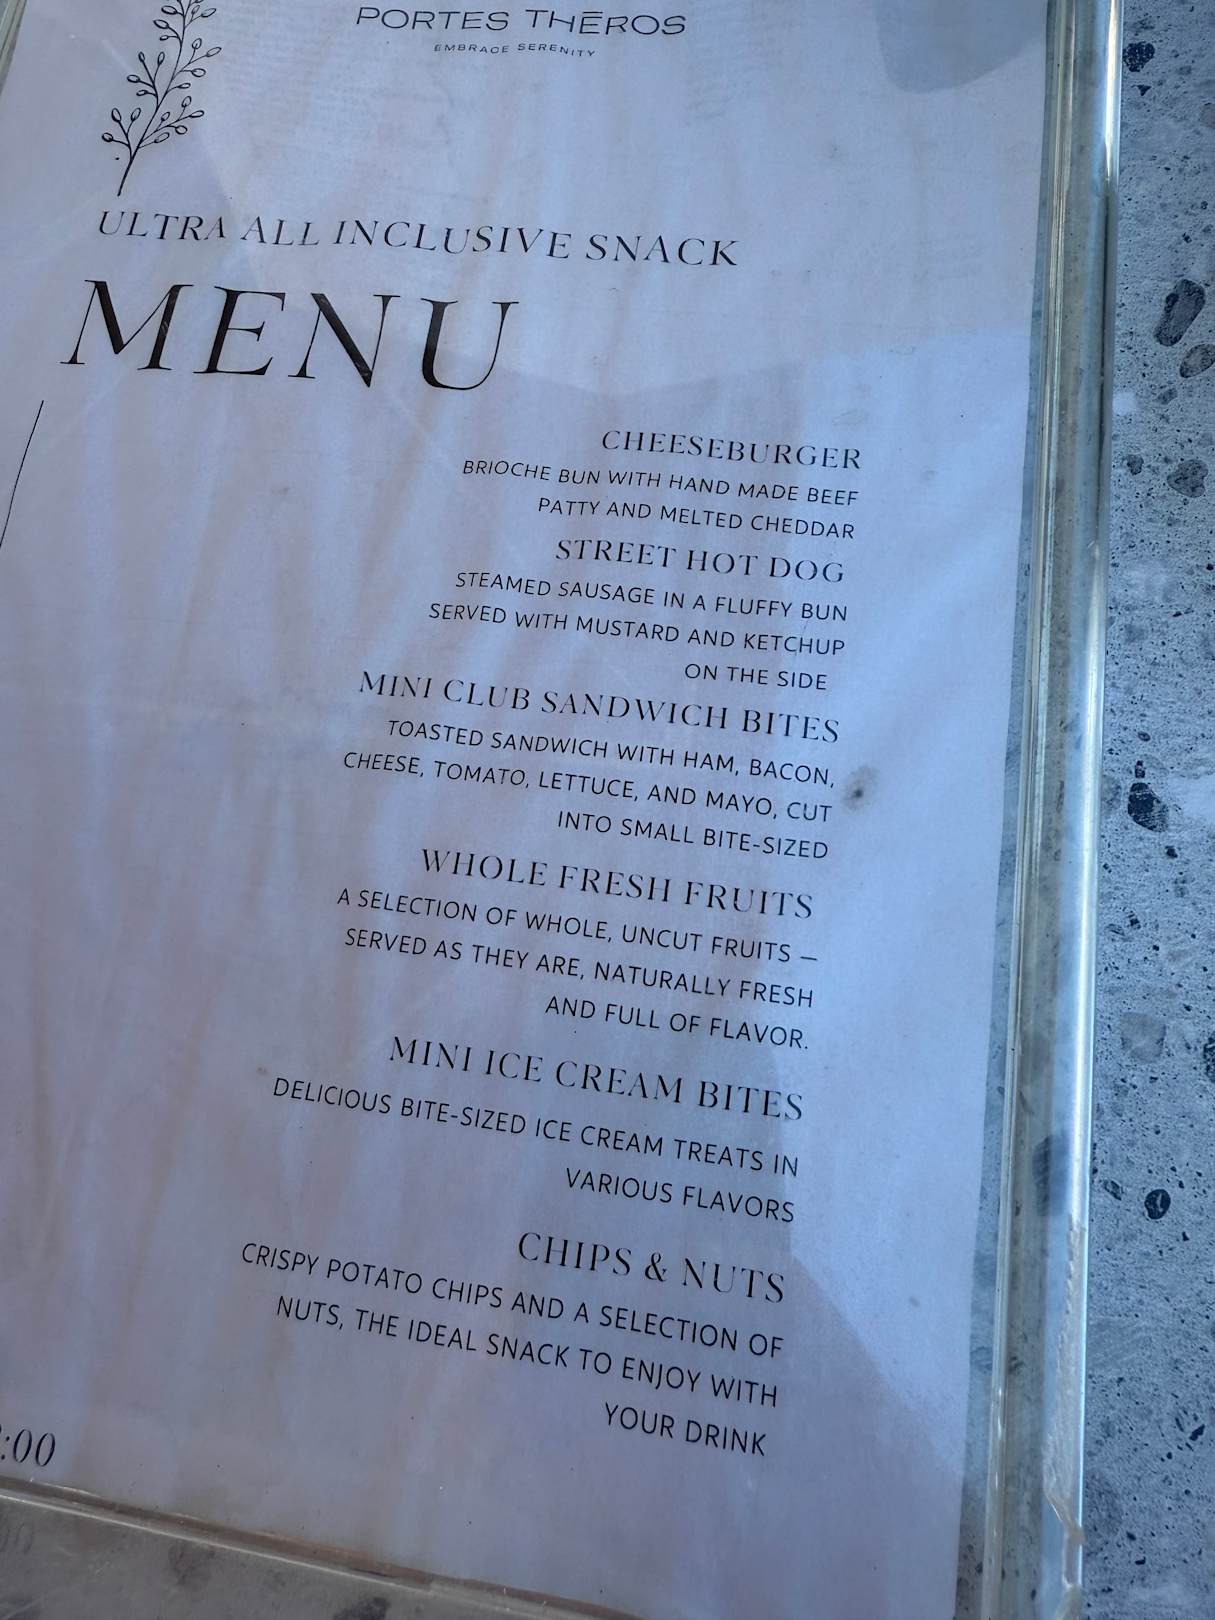 PORTES THĒROS
EMBRACE SERENITY
ULTRA ALL INCLUSIVE SNACK
MENU
CHEESEBURGER
BRIOCHE BUN WITH HAND MADE BEEF
PATTY AND MELTED CHEDDAR
STREET HOT DOG
STEAMED SAUSAGE IN A FLUFFY BUN
SERVED WITH MUSTARD AND KETCHUP
ON THE SIDE
MINI CLUB SANDWICH BITES
TOASTED SANDWICH WITH HAM, BACON,
CHEESE, TOMATO, LETTUCE, AND MAYO, CUT
INTO SMALL BITE-SIZED
WHOLE FRESH FRUITS
A SELECTION OF WHOLE, UNCUT FRUITS –
SERVED AS THEY ARE, NATURALLY FRESH
AND FULL OF FLAVOR.
MINI ICE CREAM BITES
DELICIOUS BITE-SIZED ICE CREAM TREATS IN
VARIOUS FLAVORS
CHIPS & NUTS
CRISPY POTATO CHIPS AND A SELECTION OF
NUTS, THE IDEAL SNACK TO ENJOY WITH
YOUR DRINK
:00